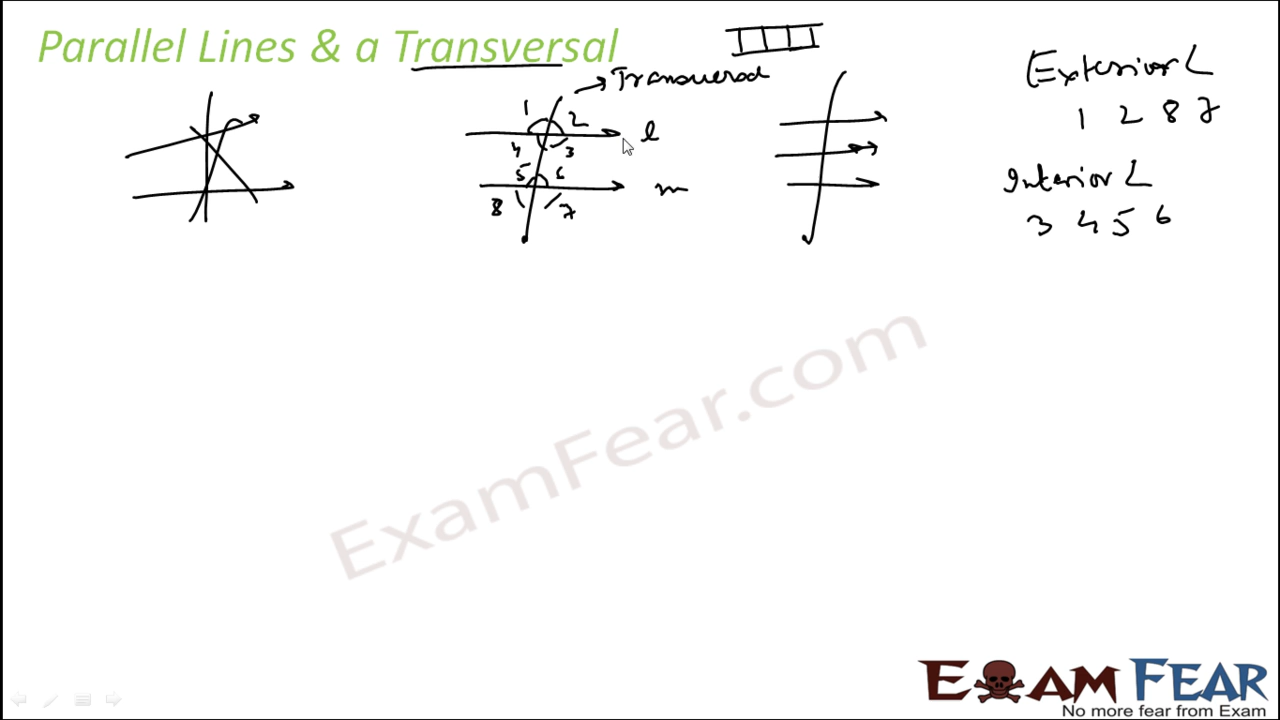 Parallel Lines & a Transversal
Transversal
1 2
l
4 3
5 6
m
8 7
Exterior ∠
1 2 8 7
Interior ∠
3 4 5 6
ExamFear.com
EXAM FEAR
No more fear from Exam